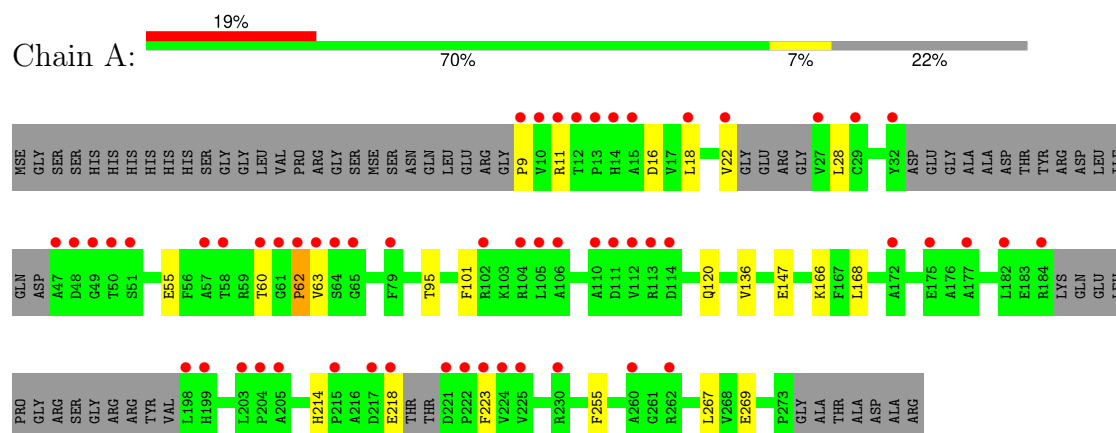 19%
Chain A:
70% 7% 22%
MSE GLY SER SER HIS HIS HIS HIS HIS HIS SER GLY GLY LEU VAL PRO ARG GLY SER MSE SER ASN GLN LEU GLU ARG GLY P9 V10 R11 T12 P13 H14 A15 D16 V17 L18 V22 GLY GLU ARG GLY V27 L28 C29 Y32 ASP GLU GLY ALA ALA ASP THR TYR ARG ASP LEU
GLN ASP A47 D48 G49 T50 S51 E55 F56 A57 T58 R59 T60 G61 P62 V63 S64 G65 F79 T95 F101 R102 K103 R104 L105 A106 A110 D111 V112 R113 D114 Q120 V136 E147 K166 F167 L168 A172 E175 A176 A177 L182 E183 R184 LYS GLN GLU
PRO GLY ARG SER GLY ARG ARG TYR VAL L198 H199 L203 P204 A205 H214 P215 A216 D217 E218 THR THR D221 P222 F223 V224 V225 R230 F255 A260 G261 R262 L267 V268 E269 P273 GLY ALA THR ALA ASP ALA ARG